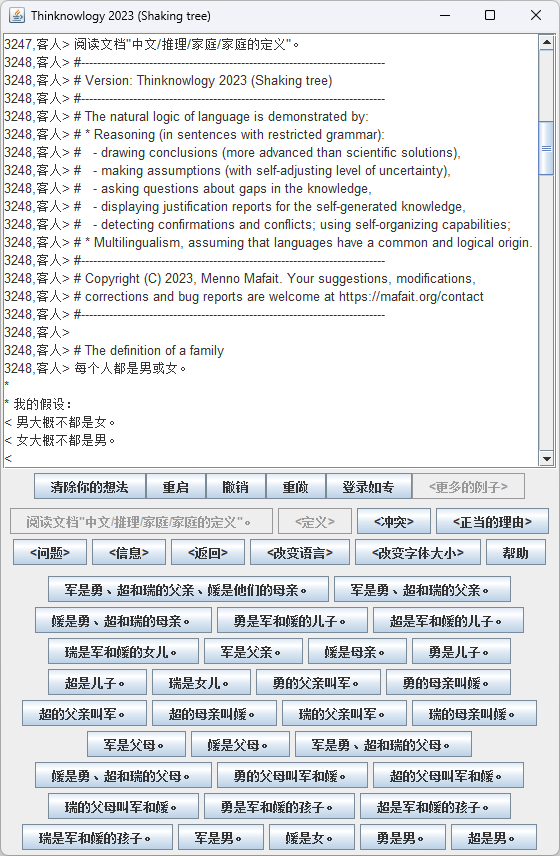 Thinknowlogy 2023 (Shaking tree)
3247,客人> 阅读文档"中文/推理/家庭/家庭的定义"。
3248,客人> #-------------------------------------------------------------------------
3248,客人> # Version: Thinknowlogy 2023 (Shaking tree)
3248,客人> #-------------------------------------------------------------------------
3248,客人> # The natural logic of language is demonstrated by:
3248,客人> # * Reasoning (in sentences with restricted grammar):
3248,客人> #   - drawing conclusions (more advanced than scientific solutions),
3248,客人> #   - making assumptions (with self-adjusting level of uncertainty),
3248,客人> #   - asking questions about gaps in the knowledge,
3248,客人> #   - displaying justification reports for the self-generated knowledge,
3248,客人> #   - detecting confirmations and conflicts; using self-organizing capabilities;
3248,客人> # * Multilingualism, assuming that languages have a common and logical origin.
3248,客人> #-------------------------------------------------------------------------
3248,客人> # Copyright (C) 2023, Menno Mafait. Your suggestions, modifications,
3248,客人> # corrections and bug reports are welcome at https://mafait.org/contact
3248,客人> #-------------------------------------------------------------------------
3248,客人>
3248,客人> # The definition of a family
3248,客人> 每个人都是男或女。
*
* 我的假设：
< 男大概不都是女。
< 女大概不都是男。
<
清除你的想法 重启 撤销 重做 登录如专 <更多的例子>
阅读文档"中文/推理/家庭/家庭的定义"。 <定义> <冲突> <正当的理由>
<问题> <信息> <返回> <改变语言> <改变字体大小> 帮助
军是勇、超和瑞的父亲、媛是他们的母亲。 军是勇、超和瑞的父亲。
媛是勇、超和瑞的母亲。 勇是军和媛的儿子。 超是军和媛的儿子。
瑞是军和媛的女儿。 军是父亲。 媛是母亲。 勇是儿子。
超是儿子。 瑞是女儿。 勇的父亲叫军。 勇的母亲叫媛。
超的父亲叫军。 超的母亲叫媛。 瑞的父亲叫军。 瑞的母亲叫媛。
军是父母。 媛是父母。 军是勇、超和瑞的父母。
媛是勇、超和瑞的父母。 勇的父母叫军和媛。 超的父母叫军和媛。
瑞的父母叫军和媛。 勇是军和媛的孩子。 超是军和媛的孩子。
瑞是军和媛的孩子。 军是男。 媛是女。 勇是男。 超是男。